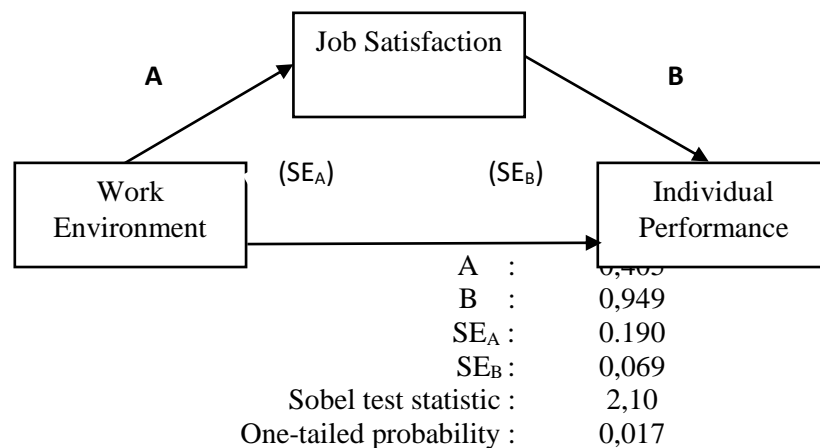 Job Satisfaction
A
B
(SEA)
(SEB)
Work
Environment
Individual
Performance
A :
B : 0,949
SEA : 0.190
SEB : 0,069
Sobel test statistic : 2,10
One-tailed probability : 0,017